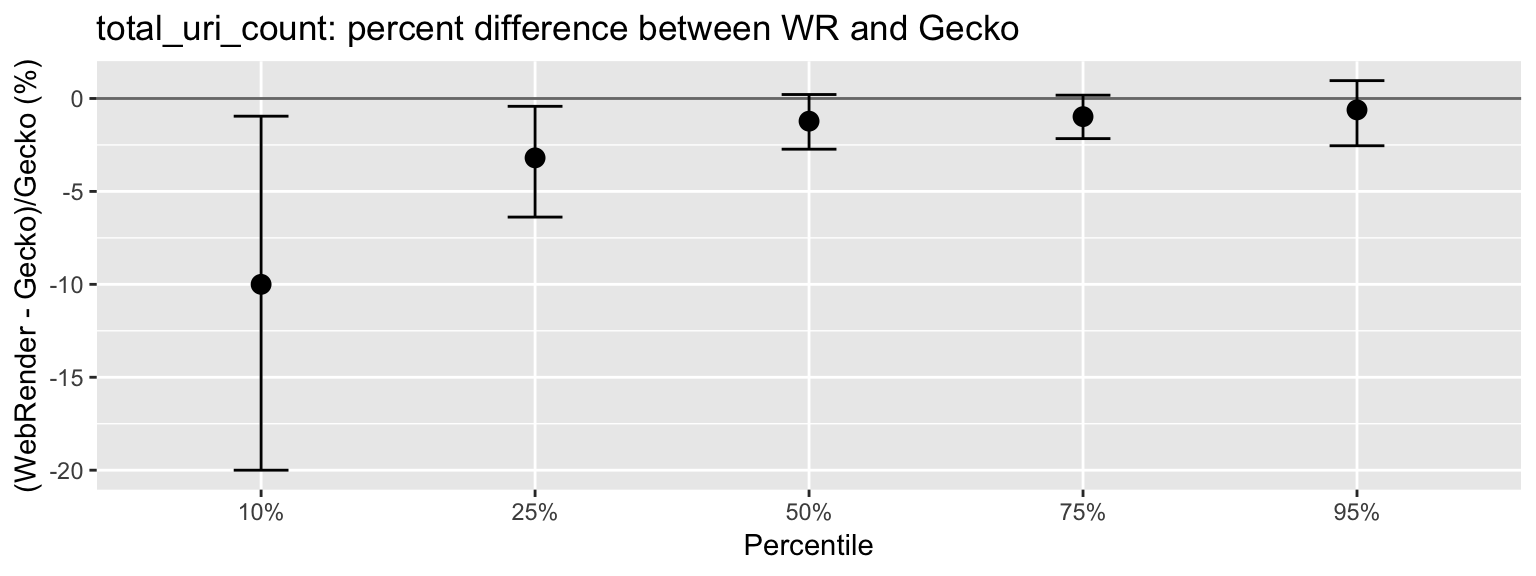 total_uri_count: percent difference between WR and Gecko
(WebRender - Gecko)/Gecko (%)
0
-5
-10
-15
-20
10% 25% 50% 75% 95%
Percentile